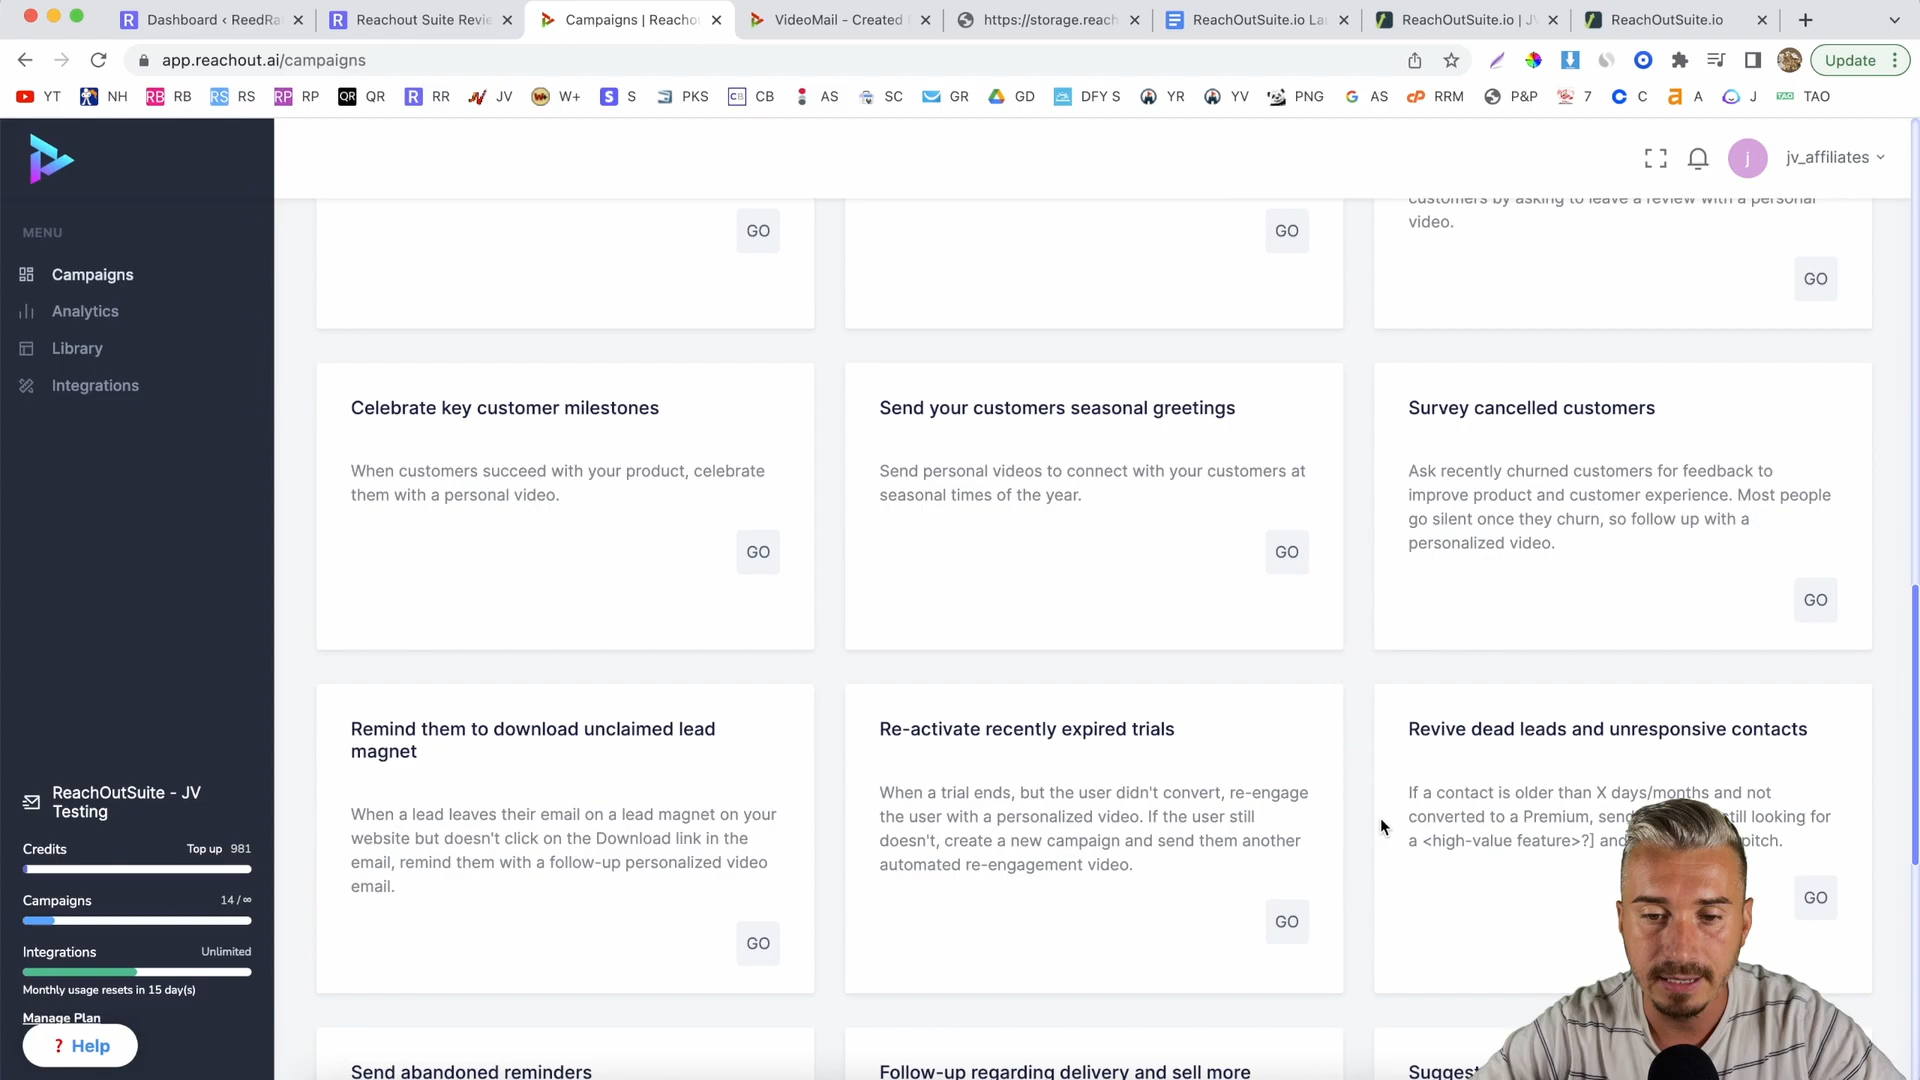 Dashboard ‹ ReedRa
Reachout Suite Revie
Campaigns | Reacho
VideoMail - Created
https://storage.reach
ReachOutSuite.io La
ReachOutSuite.io | J
ReachOutSuite.io
app.reachout.ai/campaigns
Update
YT
NH
RB
RS
RP
QR
RR
JV
W+
S
PKS
CB
AS
SC
GR
GD
DFY S
YR
YV
PNG
AS
RRM
P&P
7
C
A
J
TAO
j
jv_affiliates
MENU
Campaigns
Analytics
Library
Integrations
ReachOutSuite - JV
Testing
Credits
Top up 981
Campaigns
14 / ∞
Integrations
Unlimited
Monthly usage resets in 15 day(s)
Manage Plan
? Help
GO
GO
customers by asking to leave a review with a personal
video.
GO
Celebrate key customer milestones
When customers succeed with your product, celebrate
them with a personal video.
GO
Send your customers seasonal greetings
Send personal videos to connect with your customers at
seasonal times of the year.
GO
Survey cancelled customers
Ask recently churned customers for feedback to
improve product and customer experience. Most people
go silent once they churn, so follow up with a
personalized video.
GO
Remind them to download unclaimed lead
magnet
When a lead leaves their email on a lead magnet on your
website but doesn't click on the Download link in the
email, remind them with a follow-up personalized video
email.
GO
Re-activate recently expired trials
When a trial ends, but the user didn't convert, re-engage
the user with a personalized video. If the user still
doesn't, create a new campaign and send them another
automated re-engagement video.
GO
Revive dead leads and unresponsive contacts
If a contact is older than X days/months and not
converted to a Premium, send still looking for
a <high-value feature>?] and pitch.
GO
Send abandoned reminders
Follow-up regarding delivery and sell more
Suggest